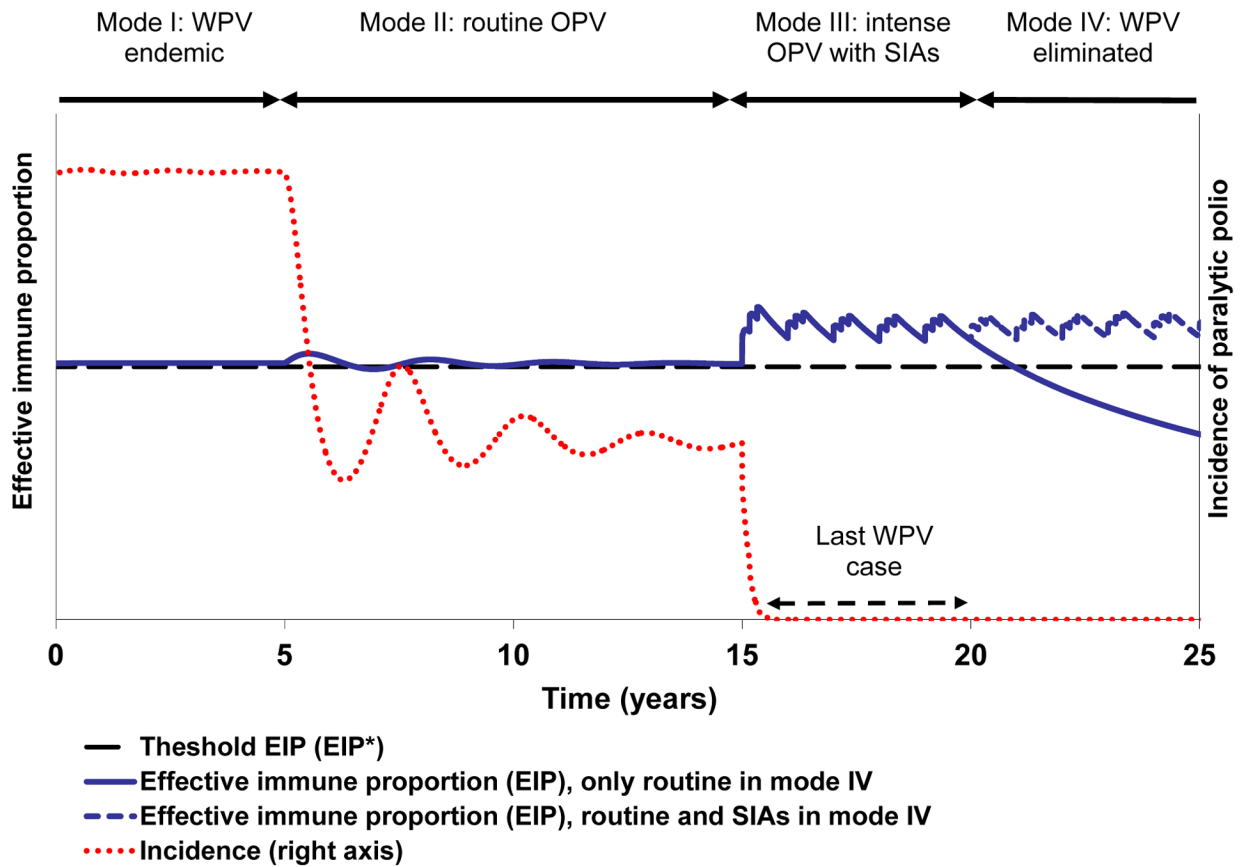 Mode I: WPV
endemic
Mode II: routine OPV
Mode III: intense
OPV with SIAs
Mode IV: WPV
eliminated
Effective immune proportion
Incidence of paralytic polio
Last WPV
case
0
5
10
15
20
25
Time (years)
Theshold EIP (EIP*)
Effective immune proportion (EIP), only routine in mode IV
Effective immune proportion (EIP), routine and SIAs in mode IV
Incidence (right axis)